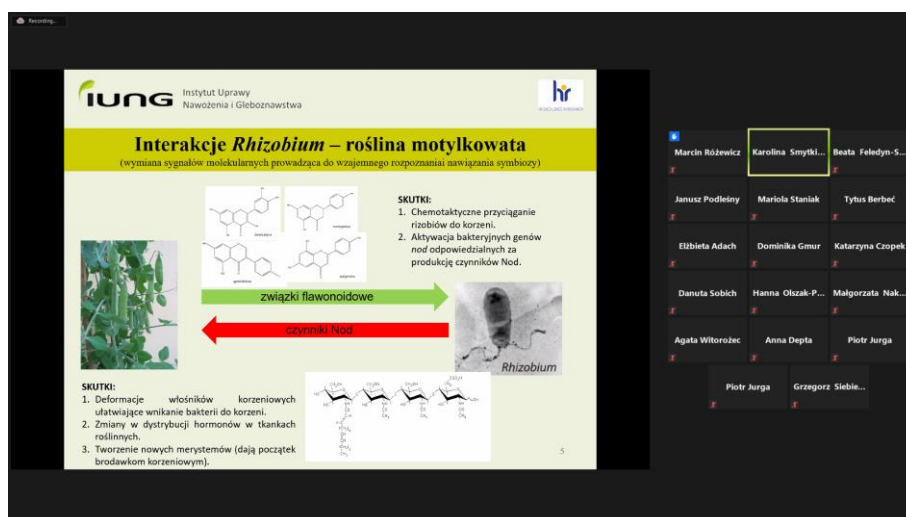 Recording...
IUNG
Instytut Uprawy
Nawożenia i Gleboznawstwa
hr
Interakcje Rhizobium – roślina motylkowata
(wymiana sygnałów molekularnych prowadząca do wzajemnego rozpoznaniai nawiązania symbiozy)
SKUTKI:
1. Chemotaktyczne przyciąganie
rizobiów do korzeni.
2. Aktywacja bakteryjnych genów
nod odpowiedzialnych za
produkcję czynników Nod.
związki flawonoidowe
czynniki Nod
Rhizobium
SKUTKI:
1. Deformacje włośników korzeniowych
ułatwiające wnikanie bakterii do korzeni.
2. Zmiany w dystrybucji hormonów w tkankach
roślinnych.
3. Tworzenie nowych merystemów (dają początek
brodawkom korzeniowym).
5
Marcin Różewicz
Karolina Smytki...
Beata Feledyn-S...
Janusz Podleśny
Mariola Staniak
Tytus Berbeć
Elżbieta Adach
Dominika Gmur
Katarzyna Czopek
Danuta Sobich
Hanna Olszak-P...
Małgorzata Nak...
Agata Witorożec
Anna Depta
Piotr Jurga
Piotr Jurga
Grzegorz Siebie...